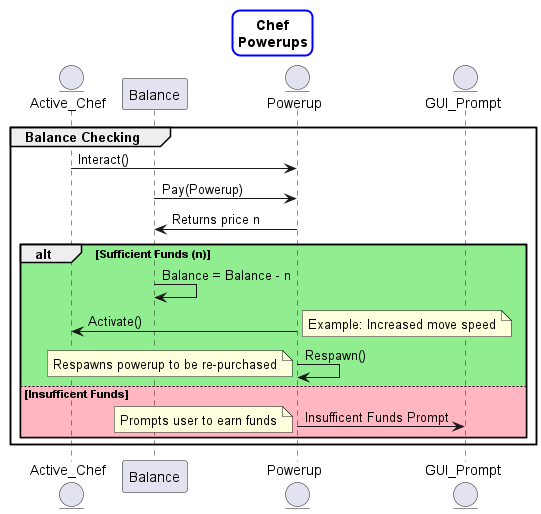 Chef
Powerups
Active_Chef
Balance
Powerup
GUI_Prompt
Balance Checking
Interact()
Pay(Powerup)
Returns price n
alt
[Sufficient Funds (n)]
Balance = Balance - n
Activate()
Example: Increased move speed
Respawns powerup to be re-purchased
Respawn()
[Insufficient Funds]
Prompts user to earn funds
Insufficent Funds Prompt
Active_Chef
Balance
Powerup
GUI_Prompt